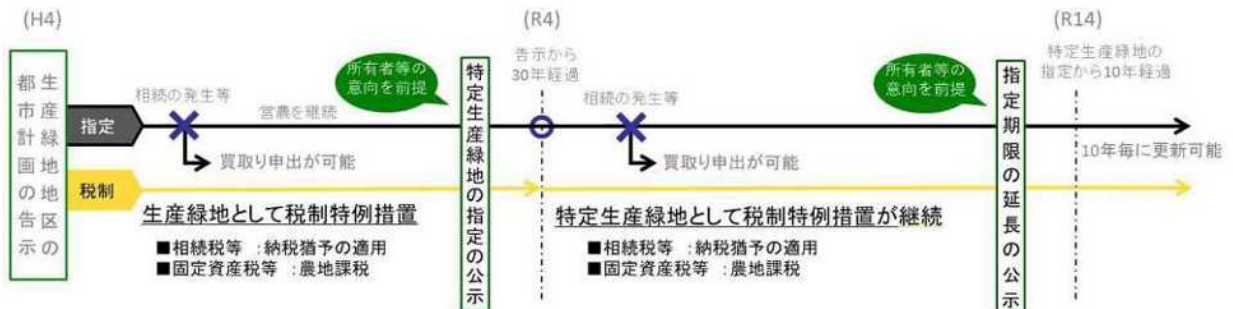 (H4)
(R4)
(R14)
生産緑地地区の
都市計画の告示
指定
税制
相続の発生等
営農を継続
買取り申出が可能
生産緑地として税制特例措置
■相続税等 :納税猶予の適用
■固定資産税等 :農地課税
所有者等の
意向を前提
特定生産緑地の指定の公示
告示から
30年経過
相続の発生等
買取り申出が可能
特定生産緑地として税制特例措置が継続
■相続税等 :納税猶予の適用
■固定資産税等 :農地課税
所有者等の
意向を前提
指定期限の延長の公示
特定生産緑地の
指定から10年経過
10年毎に更新可能